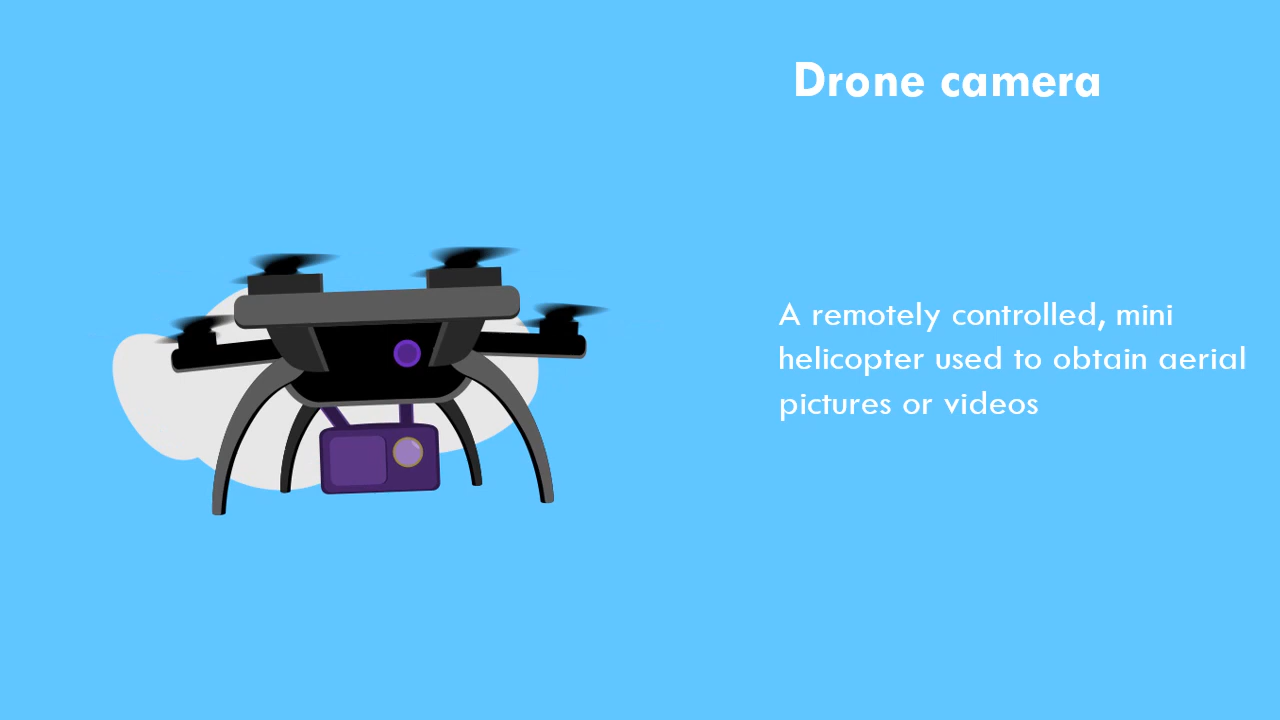 Drone camera
A remotely controlled, mini
helicopter used to obtain aerial
pictures or videos